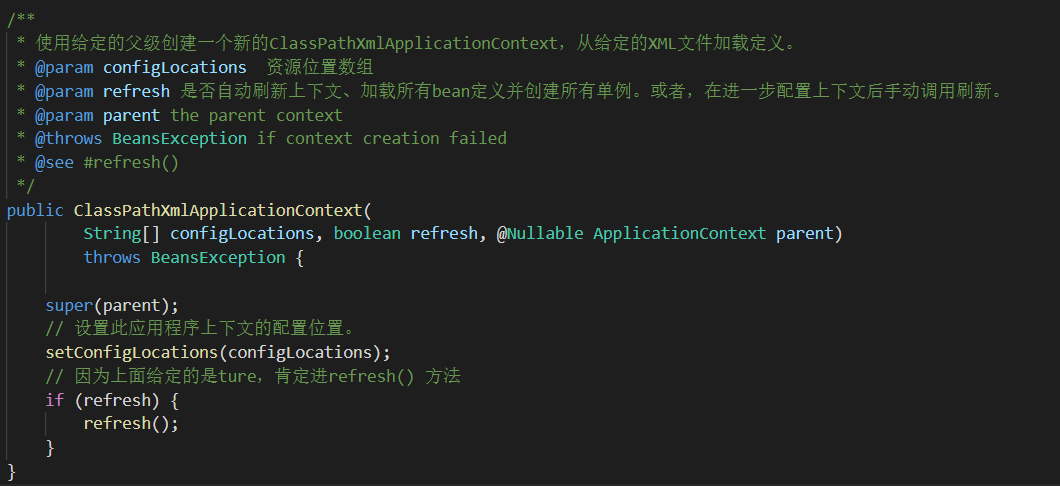 /**
 * 使用给定的父级创建一个新的ClassPathXmlApplicationContext，从给定的XML文件加载定义。
 * @param configLocations  资源位置数组
 * @param refresh 是否自动刷新上下文、加载所有bean定义并创建所有单例。或者，在进一步配置上下文后手动调用刷新。
 * @param parent the parent context
 * @throws BeansException if context creation failed
 * @see #refresh()
 */
public ClassPathXmlApplicationContext(
        String[] configLocations, boolean refresh, @Nullable ApplicationContext parent)
        throws BeansException {

    super(parent);
    // 设置此应用程序上下文的配置位置。
    setConfigLocations(configLocations);
    // 因为上面给定的是ture，肯定进refresh() 方法
    if (refresh) {
        refresh();
    }
}